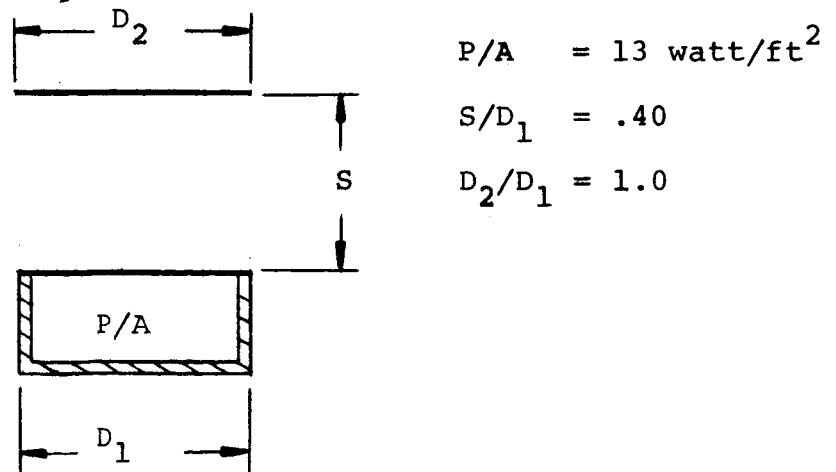 D₂
P/A = 13 watt/ft²
S/D₁ = .40
S
D₂/D₁ = 1.0
P/A
D₁